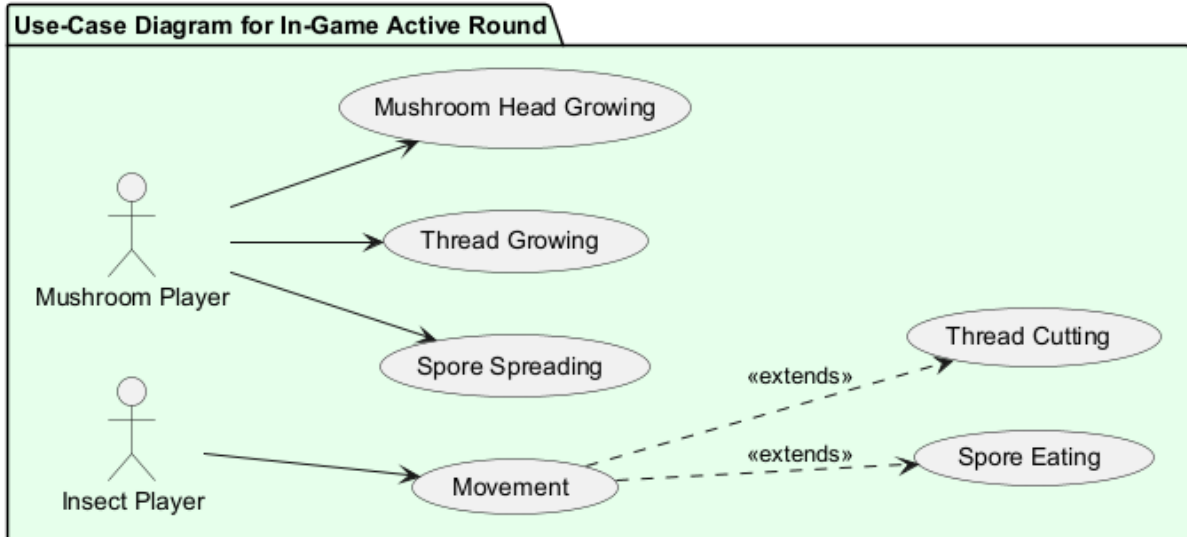 Use-Case Diagram for In-Game Active Round
Mushroom Head Growing
Thread Growing
Mushroom Player
Thread Cutting
Spore Spreading
«extends»
«extends»
Spore Eating
Movement
Insect Player